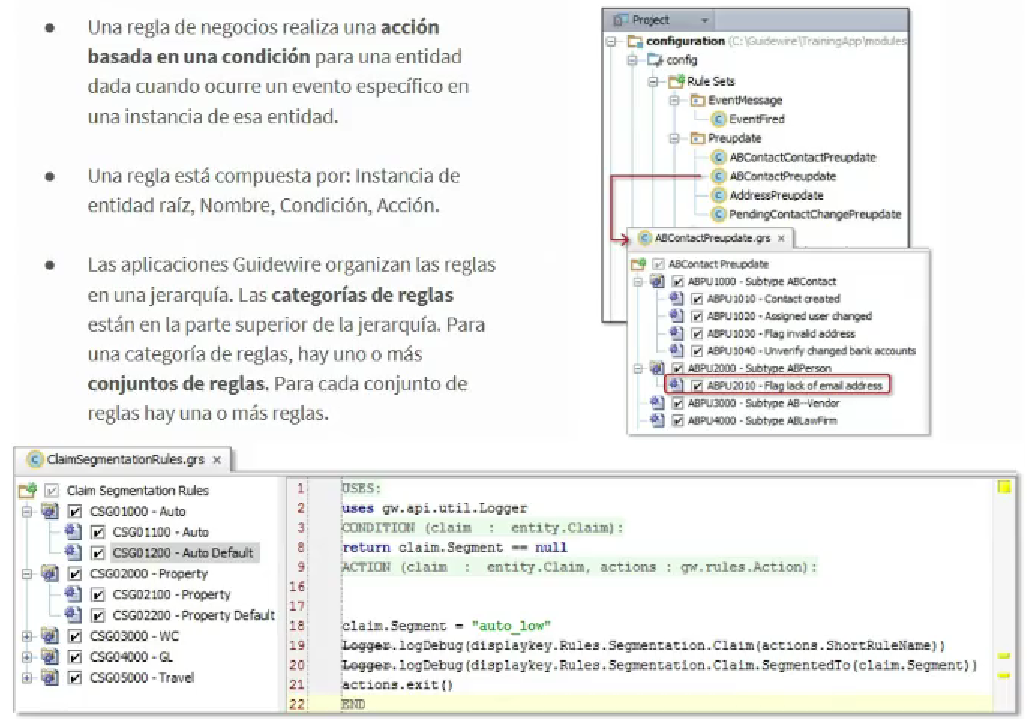 • Una regla de negocios realiza una acción
basada en una condición para una entidad
dada cuando ocurre un evento específico en
una instancia de esa entidad.
• Una regla está compuesta por: Instancia de
entidad raíz, Nombre, Condición, Acción.
• Las aplicaciones Guidewire organizan las reglas
en una jerarquía. Las categorías de reglas
están en la parte superior de la jerarquía. Para
una categoría de reglas, hay uno o más
conjuntos de reglas. Para cada conjunto de
reglas hay una o más reglas.
Project
configuration (C:\Guidewire\TrainingApp\modules
config
Rule Sets
EventMessage
EventFired
Preupdate
ABContactContactPreupdate
ABContactPreupdate
AddressPreupdate
PendingContactChangePreupdate
ABContactPreupdate.grs ×
ABContact Preupdate
ABPU1000 - Subtype ABContact
ABPU1010 - Contact created
ABPU1020 - Assigned user changed
ABPU1030 - Flag invalid address
ABPU1040 - Unverify changed bank accounts
ABPU2000 - Subtype ABPerson
ABPU2010 - Flag lack of email address
ABPU3000 - Subtype AB--Vendor
ABPU4000 - Subtype ABLawFirm
ClaimSegmentationRules.grs ×
Claim Segmentation Rules
CSG01000 - Auto
CSG01100 - Auto
CSG01200 - Auto Default
CSG02000 - Property
CSG02100 - Property
CSG02200 - Property Default
CSG03000 - WC
CSG04000 - GL
CSG05000 - Travel
1 USES:
2 uses gw.api.util.Logger
3 CONDITION (claim : entity.Claim):
8 return claim.Segment == null
9 ACTION (claim : entity.Claim, actions : gw.rules.Action):
16
17
18 claim.Segment = "auto_low"
19 Logger.logDebug(displaykey.Rules.Segmentation.Claim(actions.ShortRuleName))
20 Logger.logDebug(displaykey.Rules.Segmentation.Claim.SegmentedTo(claim.Segment))
21 actions.exit()
22 END